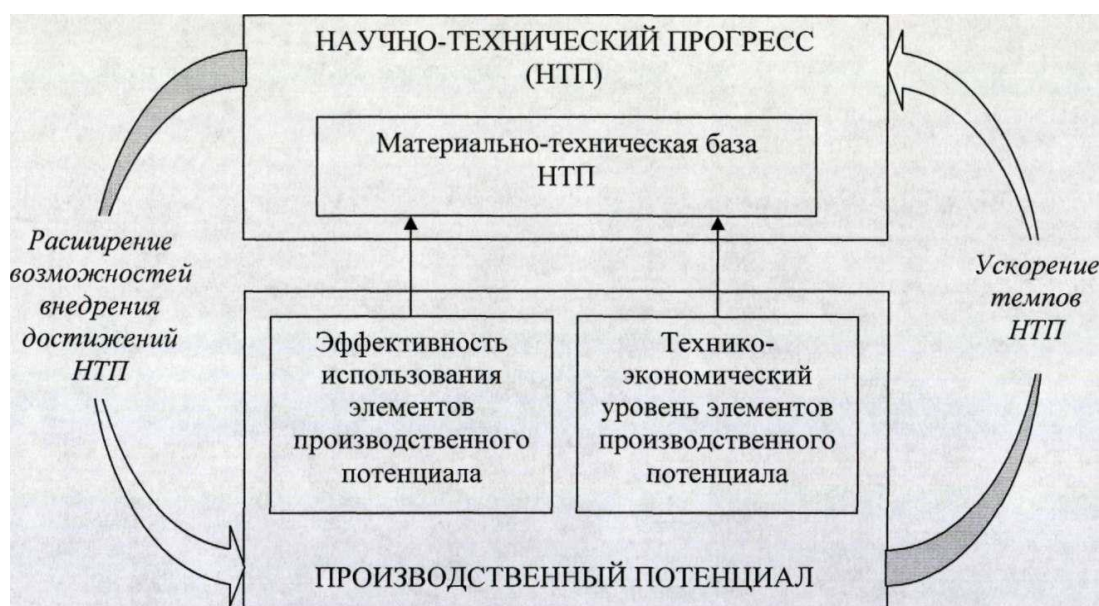 НАУЧНО-ТЕХНИЧЕСКИЙ ПРОГРЕСС
(НТП)
Материально-техническая база
НТП
Расширение
возможностей
внедрения
достижений
НТП
Ускорение
темпов
НТП
Эффективность
использования
элементов
производственного
потенциала
Технико-
экономический
уровень элементов
производственного
потенциала
ПРОИЗВОДСТВЕННЫЙ ПОТЕНЦИАЛ